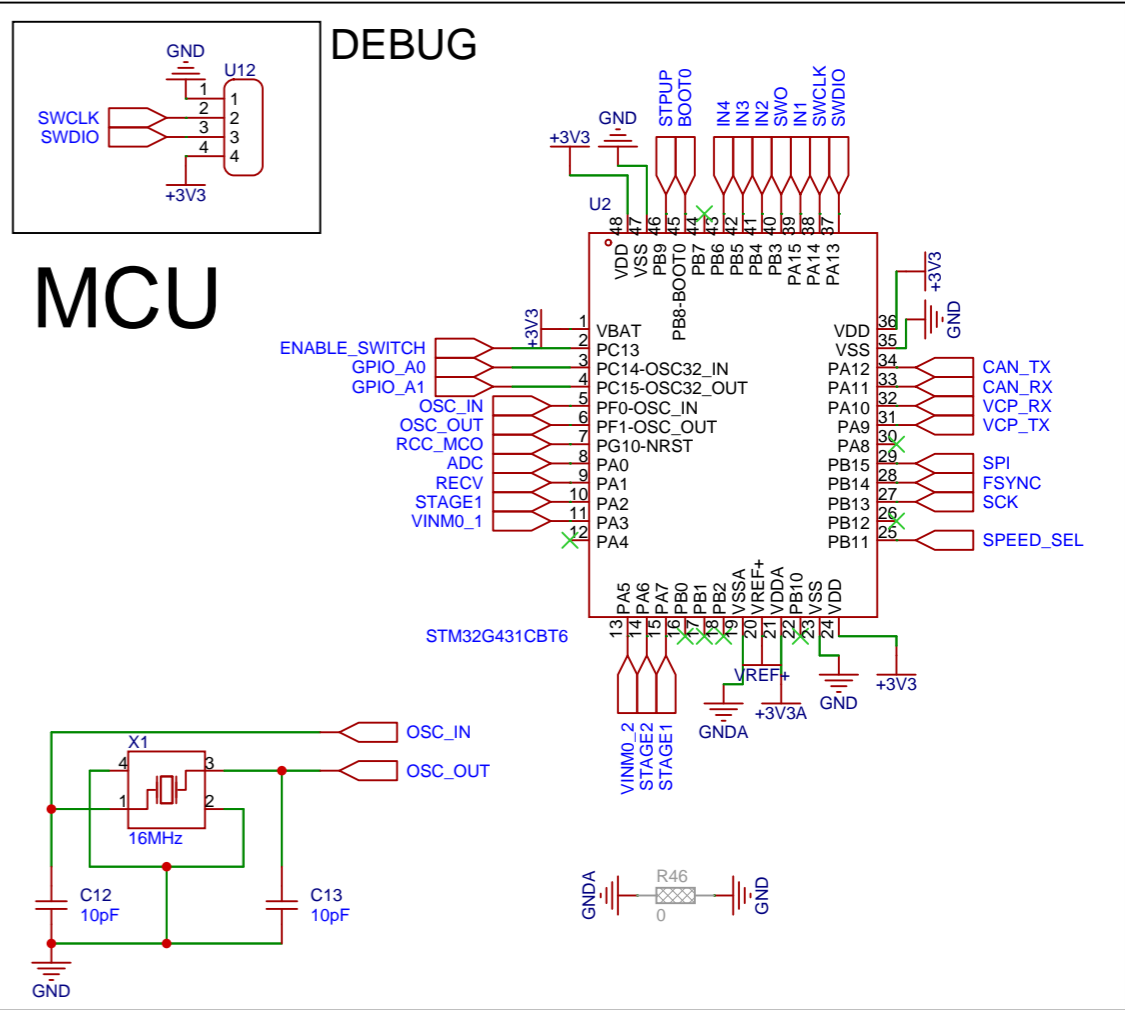 DEBUG
GND
U12
SWCLK
SWDIO
1
2
3
4
1
2
3
4
+3V3
MCU
STPUP
BOOT0
IN4
IN3
IN2
SWO
IN1
SWCLK
SWDIO
GND
+3V3
U2
48
47
46
45
44
43
42
41
40
39
38
37
VDD
VSS
PB9
PB8-BOOT0
PB7
PB6
PB5
PB4
PB3
PA15
PA14
PA13
+3V3
ENABLE_SWITCH
GPIO_A0
GPIO_A1
OSC_IN
OSC_OUT
RCC_MCO
ADC
RECV
STAGE1
VINM0_1
1 VBAT
2 PC13
3 PC14-OSC32_IN
4 PC15-OSC32_OUT
5 PF0-OSC_IN
6 PF1-OSC_OUT
7 PG10-NRST
8 PA0
9 PA1
10 PA2
11 PA3
12 PA4
VDD 36
VSS 35
PA12 34
PA11 33
PA10 32
PA9 31
PA8 30
PB15 29
PB14 28
PB13 27
PB12 26
PB11 25
+3V3
GND
CAN_TX
CAN_RX
VCP_RX
VCP_TX
SPI
FSYNC
SCK
SPEED_SEL
PA5
PA6
PA7
PB0
PB1
PB2
VSSA
VREF+
VDDA
PB10
VSS
VDD
13
14
15
16
17
18
19
20
21
22
23
24
STM32G431CBT6
VINM0_2
STAGE2
STAGE1
VREF+
GNDA
+3V3A
GND
+3V3
OSC_IN
OSC_OUT
X1
4
3
1
2
16MHz
C12
10pF
C13
10pF
GND
GNDA
R46
0
GND